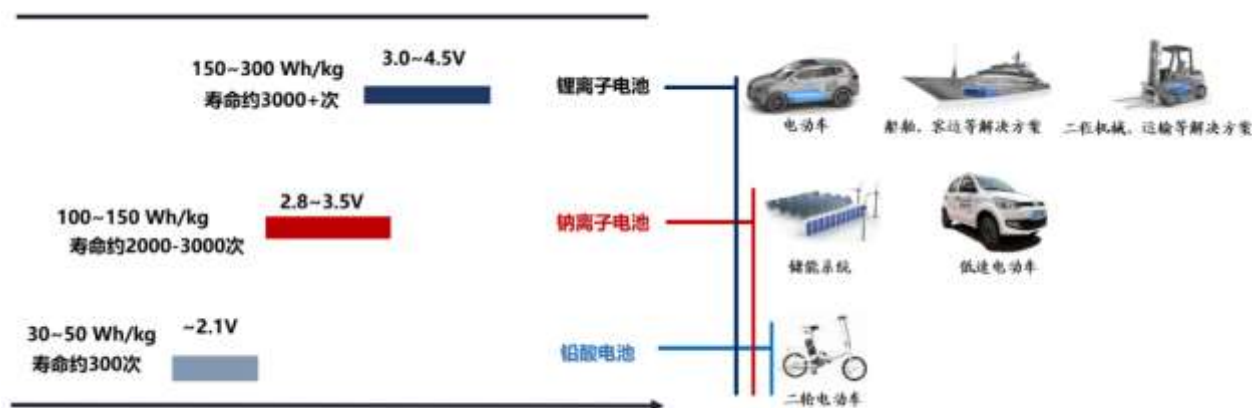 3.0~4.5V
150~300 Wh/kg
寿命约3000+次
锂离子电池
电动车
船舶、客运等解决方案
二程机械、运输等解决方案
2.8~3.5V
100~150 Wh/kg
寿命约2000-3000次
钠离子电池
储能系统
低速电动车
~2.1V
30~50 Wh/kg
寿命约300次
铅酸电池
二轮电动车